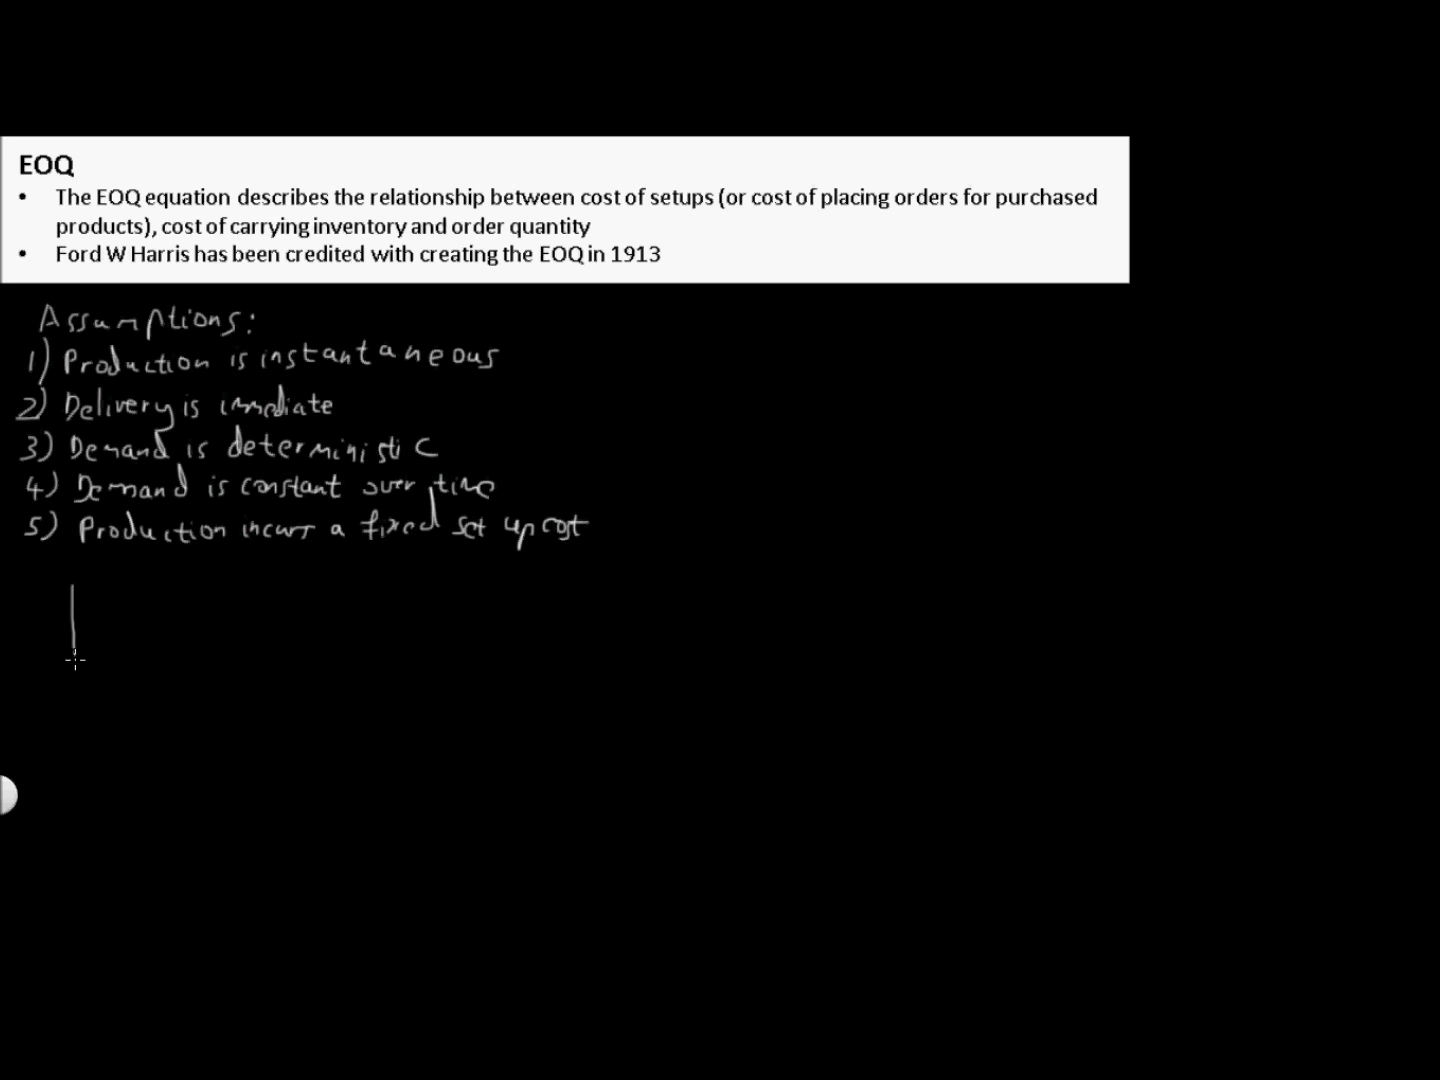 EOQ
• The EOQ equation describes the relationship between cost of setups (or cost of placing orders for purchased
products), cost of carrying inventory and order quantity
• Ford W Harris has been credited with creating the EOQ in 1913
Assumptions:
1) Production is instantaneous
2) Delivery is immediate
3) Demand is deterministic
4) Demand is constant over time
5) Production incurs a fixed set up cost